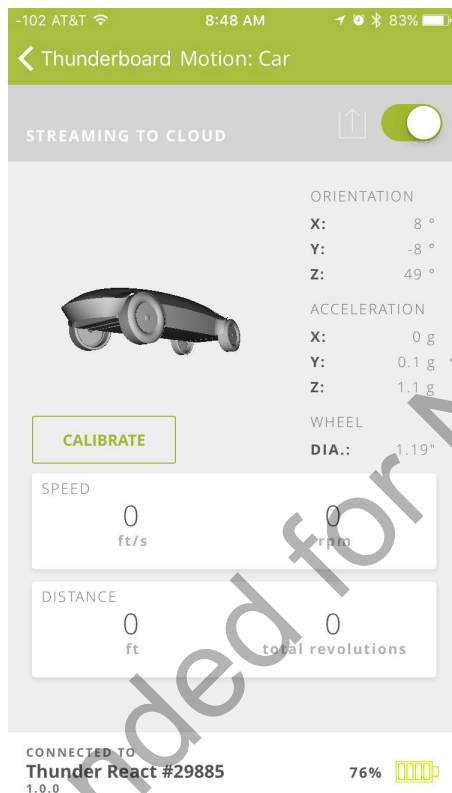 -102 AT&T 8:48 AM 83%
Thunderboard Motion: Car
STREAMING TO CLOUD
ORIENTATION
X: 8 °
Y: -8 °
Z: 49 °
ACCELERATION
X: 0 g
Y: 0.1 g
Z: 1.1 g
WHEEL
DIA.: 1.19"
CALIBRATE
SPEED
0 0
ft/s rpm
DISTANCE
0 0
ft total revolutions
CONNECTED TO
Thunder React #29885
1.0.0
76%
nded for